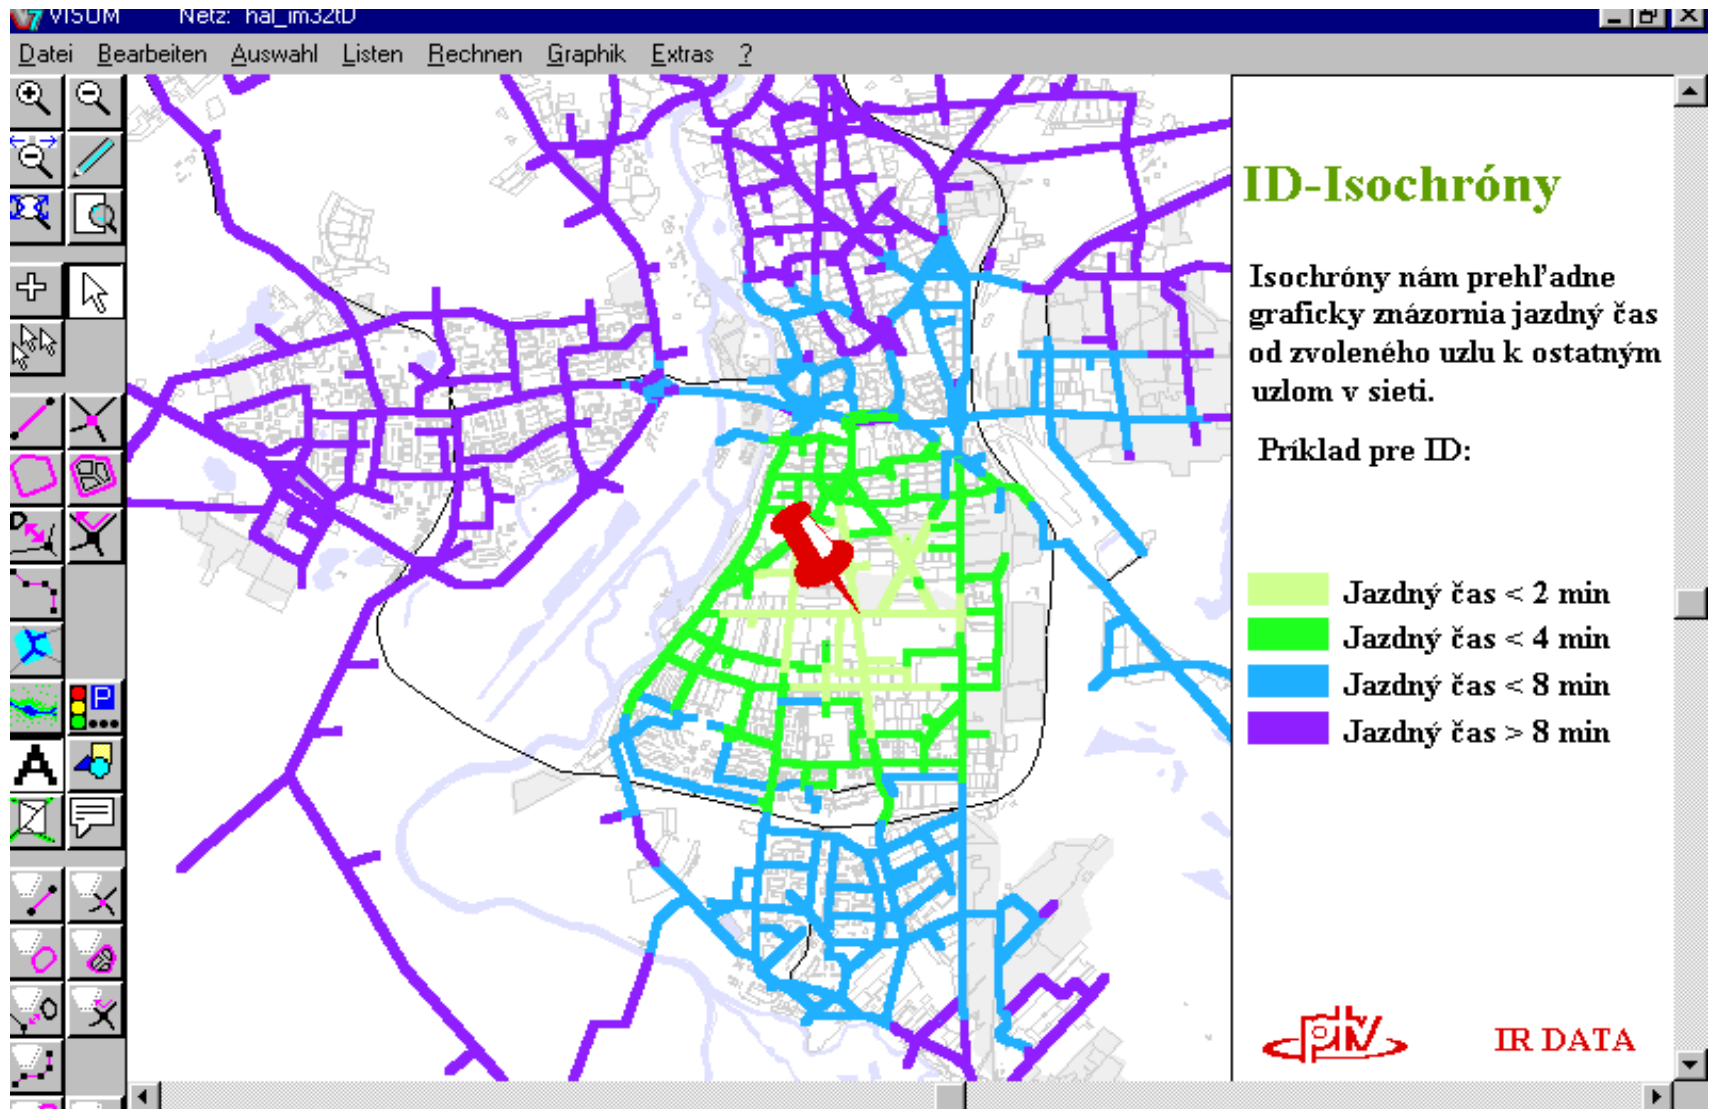 VISUM Netz: hal_im32tD
Datei Bearbeiten Auswahl Listen Rechnen Graphik Extras ?
ID-Isochróny
Isochróny nám prehľadne
graficky znázornia jazdný čas
od zvoleného uzlu k ostatným
uzlom v sieti.
Príklad pre ID:
Jazdný čas < 2 min
Jazdný čas < 4 min
Jazdný čas < 8 min
Jazdný čas > 8 min
P
A
ptv IR DATA